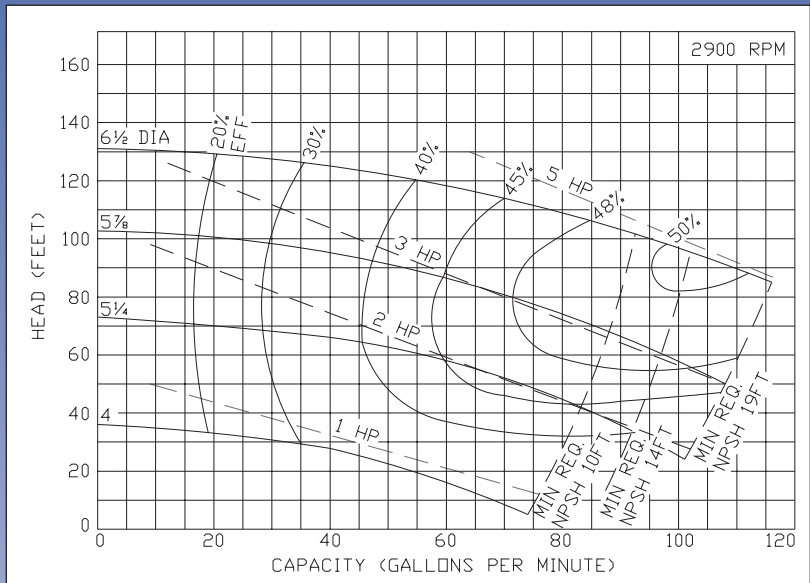 2900 RPM
160
140
120
100
80
60
40
20
0
HEAD (FEET)
6½ DIA
5⅞
5¼
4
20%
EFF
30%
40%
45%
48%
50%
5 HP
3 HP
2 HP
1 HP
MIN REQ.
NPSH 10FT
MIN REQ.
NPSH 14FT
MIN REQ.
NPSH 19FT
0 20 40 60 80 100 120
CAPACITY (GALLONS PER MINUTE)